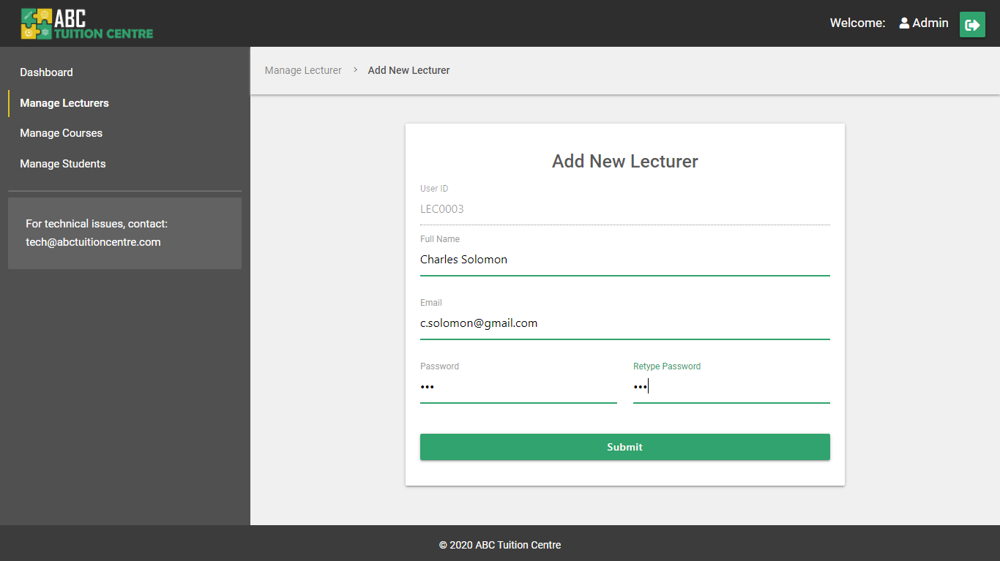 ABC
TUITION CENTRE
Welcome: Admin
Dashboard
Manage Lecturers
Manage Courses
Manage Students
For technical issues, contact:
tech@abctuitioncentre.com
Manage Lecturer > Add New Lecturer
Add New Lecturer
User ID
LEC0003
Full Name
Charles Solomon
Email
c.solomon@gmail.com
Password
•••
Retype Password
•••
Submit
© 2020 ABC Tuition Centre